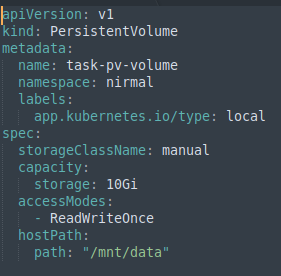 apiVersion: v1
kind: PersistentVolume
metadata:
  name: task-pv-volume
  namespace: nirmal
  labels:
    app.kubernetes.io/type: local
spec:
  storageClassName: manual
  capacity:
    storage: 10Gi
  accessModes:
    - ReadWriteOnce
  hostPath:
    path: "/mnt/data"